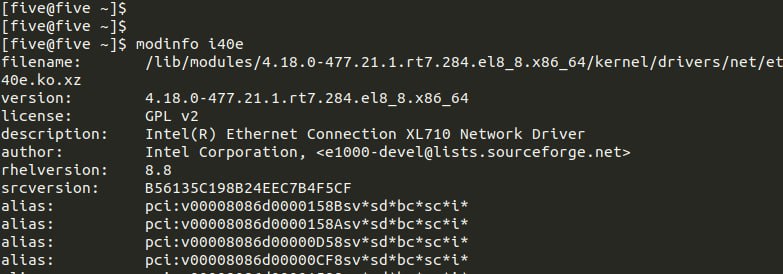 [five@five ~]$
[five@five ~]$
[five@five ~]$ modinfo i40e
filename:       /lib/modules/4.18.0-477.21.1.rt7.284.el8_8.x86_64/kernel/drivers/net/et
40e.ko.xz
version:        4.18.0-477.21.1.rt7.284.el8_8.x86_64
license:        GPL v2
description:    Intel(R) Ethernet Connection XL710 Network Driver
author:         Intel Corporation, <e1000-devel@lists.sourceforge.net>
rhelversion:    8.8
srcversion:     B56135C198B24EEC7B4F5CF
alias:          pci:v00008086d0000158Bsv*sd*bc*sc*i*
alias:          pci:v00008086d0000158Asv*sd*bc*sc*i*
alias:          pci:v00008086d00000D58sv*sd*bc*sc*i*
alias:          pci:v00008086d00000CF8sv*sd*bc*sc*i*